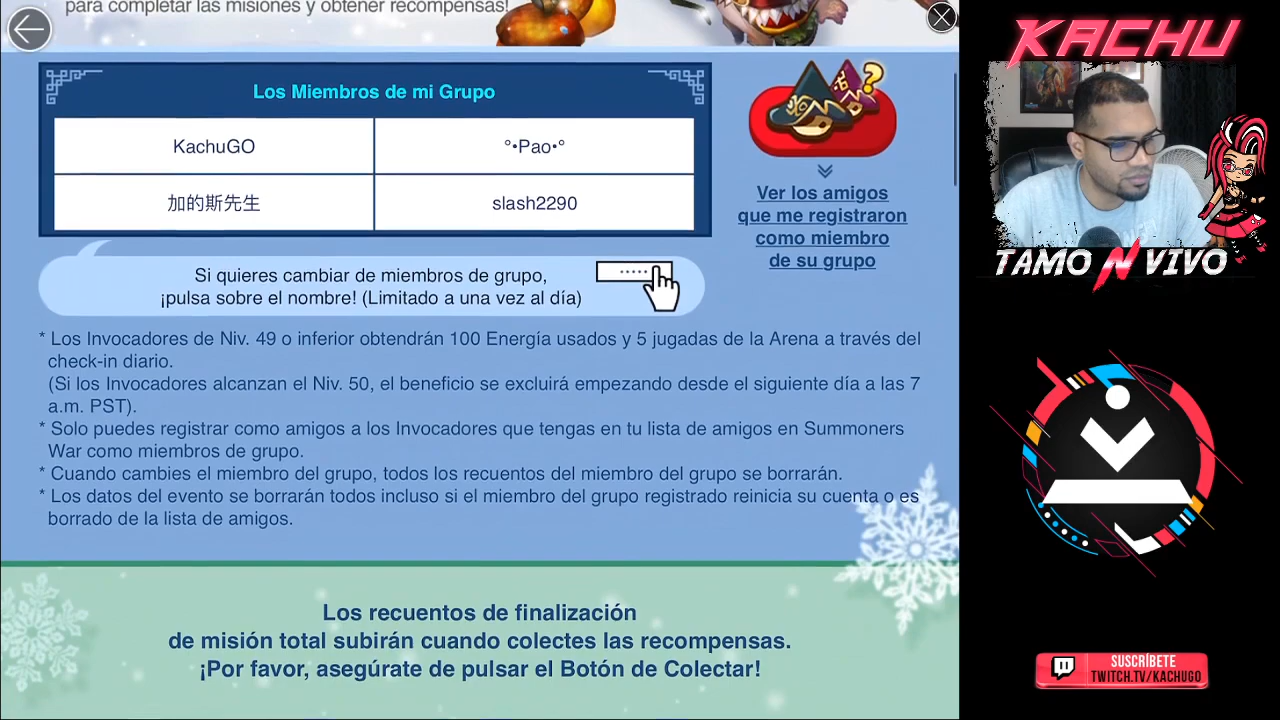 para completar las misiones y obtener recompensas!
Los Miembros de mi Grupo
KachuGO
°•Pao•°
加的斯先生
slash2290
Ver los amigos
que me registraron
como miembro
de su grupo
Si quieres cambiar de miembros de grupo,
¡pulsa sobre el nombre! (Limitado a una vez al día)
* Los Invocadores de Niv. 49 o inferior obtendrán 100 Energía usados y 5 jugadas de la Arena a través del
check-in diario.
(Si los Invocadores alcanzan el Niv. 50, el beneficio se excluirá empezando desde el siguiente día a las 7
a.m. PST).
* Solo puedes registrar como amigos a los Invocadores que tengas en tu lista de amigos en Summoners
War como miembros de grupo.
* Cuando cambies el miembro del grupo, todos los recuentos del miembro del grupo se borrarán.
* Los datos del evento se borrarán todos incluso si el miembro del grupo registrado reinicia su cuenta o es
borrado de la lista de amigos.
Los recuentos de finalización
de misión total subirán cuando colectes las recompensas.
¡Por favor, asegúrate de pulsar el Botón de Colectar!
KACHU
TAMO N VIVO
SUSCRÍBETE
TWITCH.TV/KACHUGO